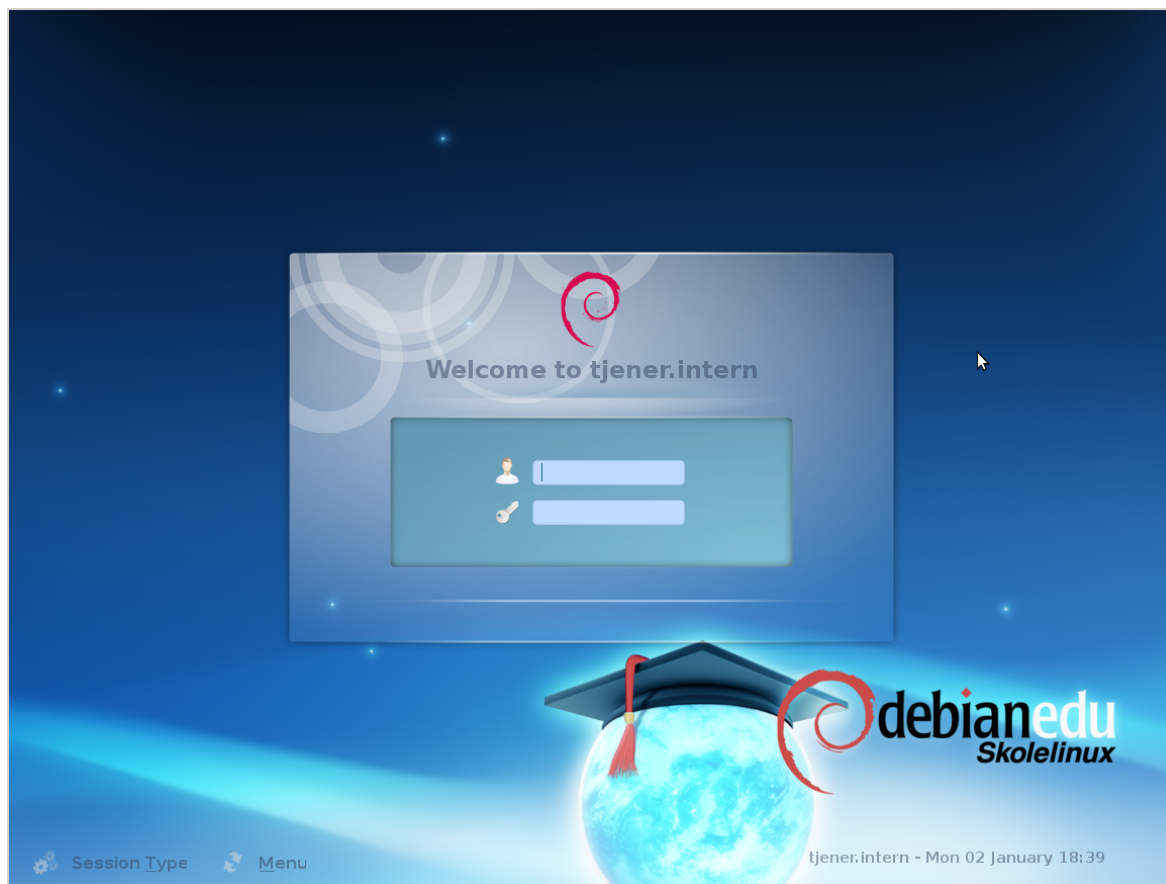 Welcome to tjener.intern
debianedu
Skolelinux
Session Type
Menu
tjener.intern - Mon 02 January 18:39